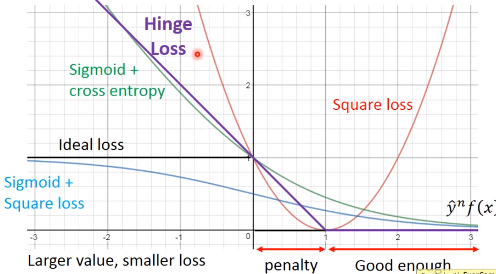 3
Hinge
Loss
Sigmoid +
cross entropy
2
Square loss
Ideal loss
1
Sigmoid +
Square loss
ŷⁿf(x)
-3 -2 -1 0 1 2 3
Larger value, smaller loss
penalty
Good enough